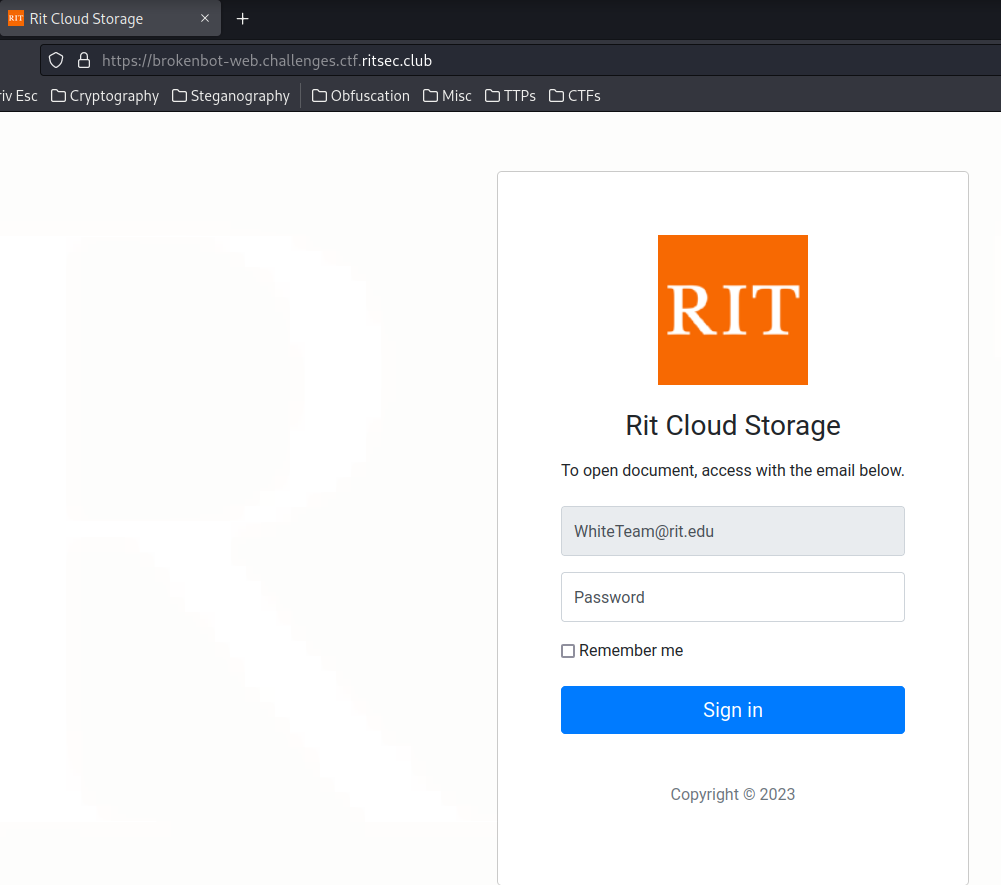 RIT Rit Cloud Storage
https://brokenbot-web.challenges.ctf.ritsec.club
iv Esc Cryptography Steganography Obfuscation Misc TTPs CTFs
RIT
Rit Cloud Storage
To open document, access with the email below.
WhiteTeam@rit.edu
Password
Remember me
Sign in
Copyright © 2023